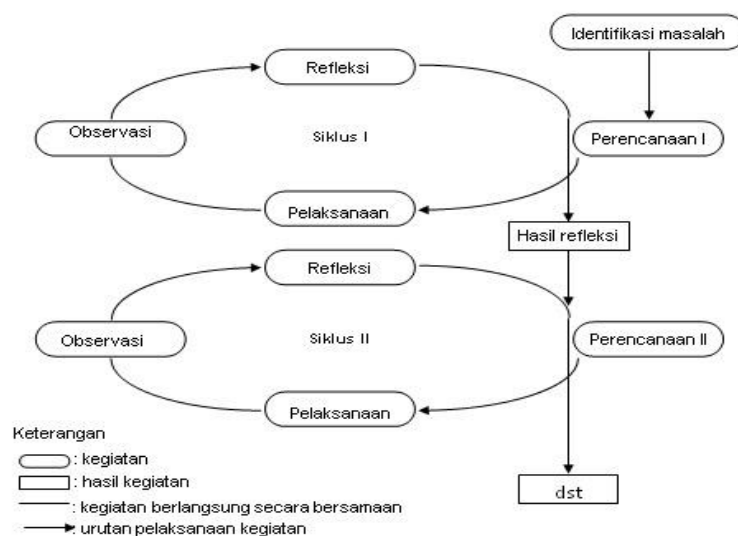 Identifikasi masalah
Refleksi
Observasi
Siklus I
Perencanaan I
Pelaksanaan
Hasil refleksi
Refleksi
Observasi
Siklus II
Perencanaan II
Pelaksanaan
Keterangan
: kegiatan
: hasil kegiatan
dst
: kegiatan berlangsung secara bersamaan
: urutan pelaksanaan kegiatan